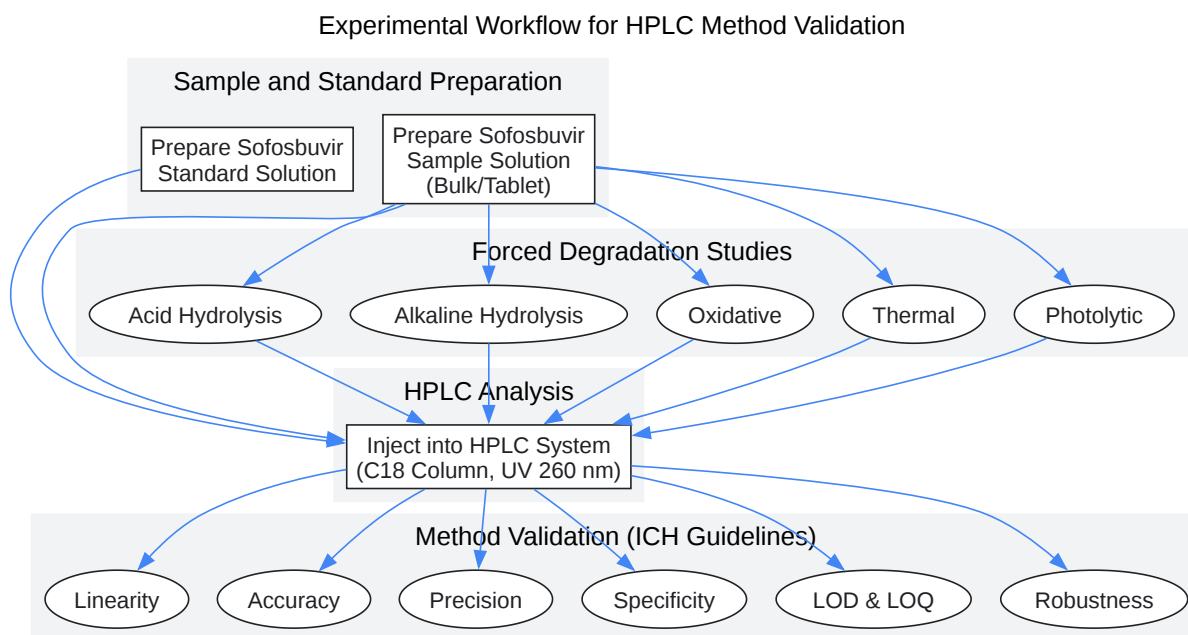 Experimental Workflow for HPLC Method Validation
Sample and Standard Preparation
Prepare Sofosbuvir
Standard Solution
Prepare Sofosbuvir
Sample Solution
(Bulk/Tablet)
Forced Degradation Studies
Acid Hydrolysis
Alkaline Hydrolysis
Oxidative
Thermal
Photolytic
HPLC Analysis
Inject into HPLC System
(C18 Column, UV 260 nm)
Method Validation (ICH Guidelines)
Linearity
Accuracy
Precision
Specificity
LOD & LOQ
Robustness